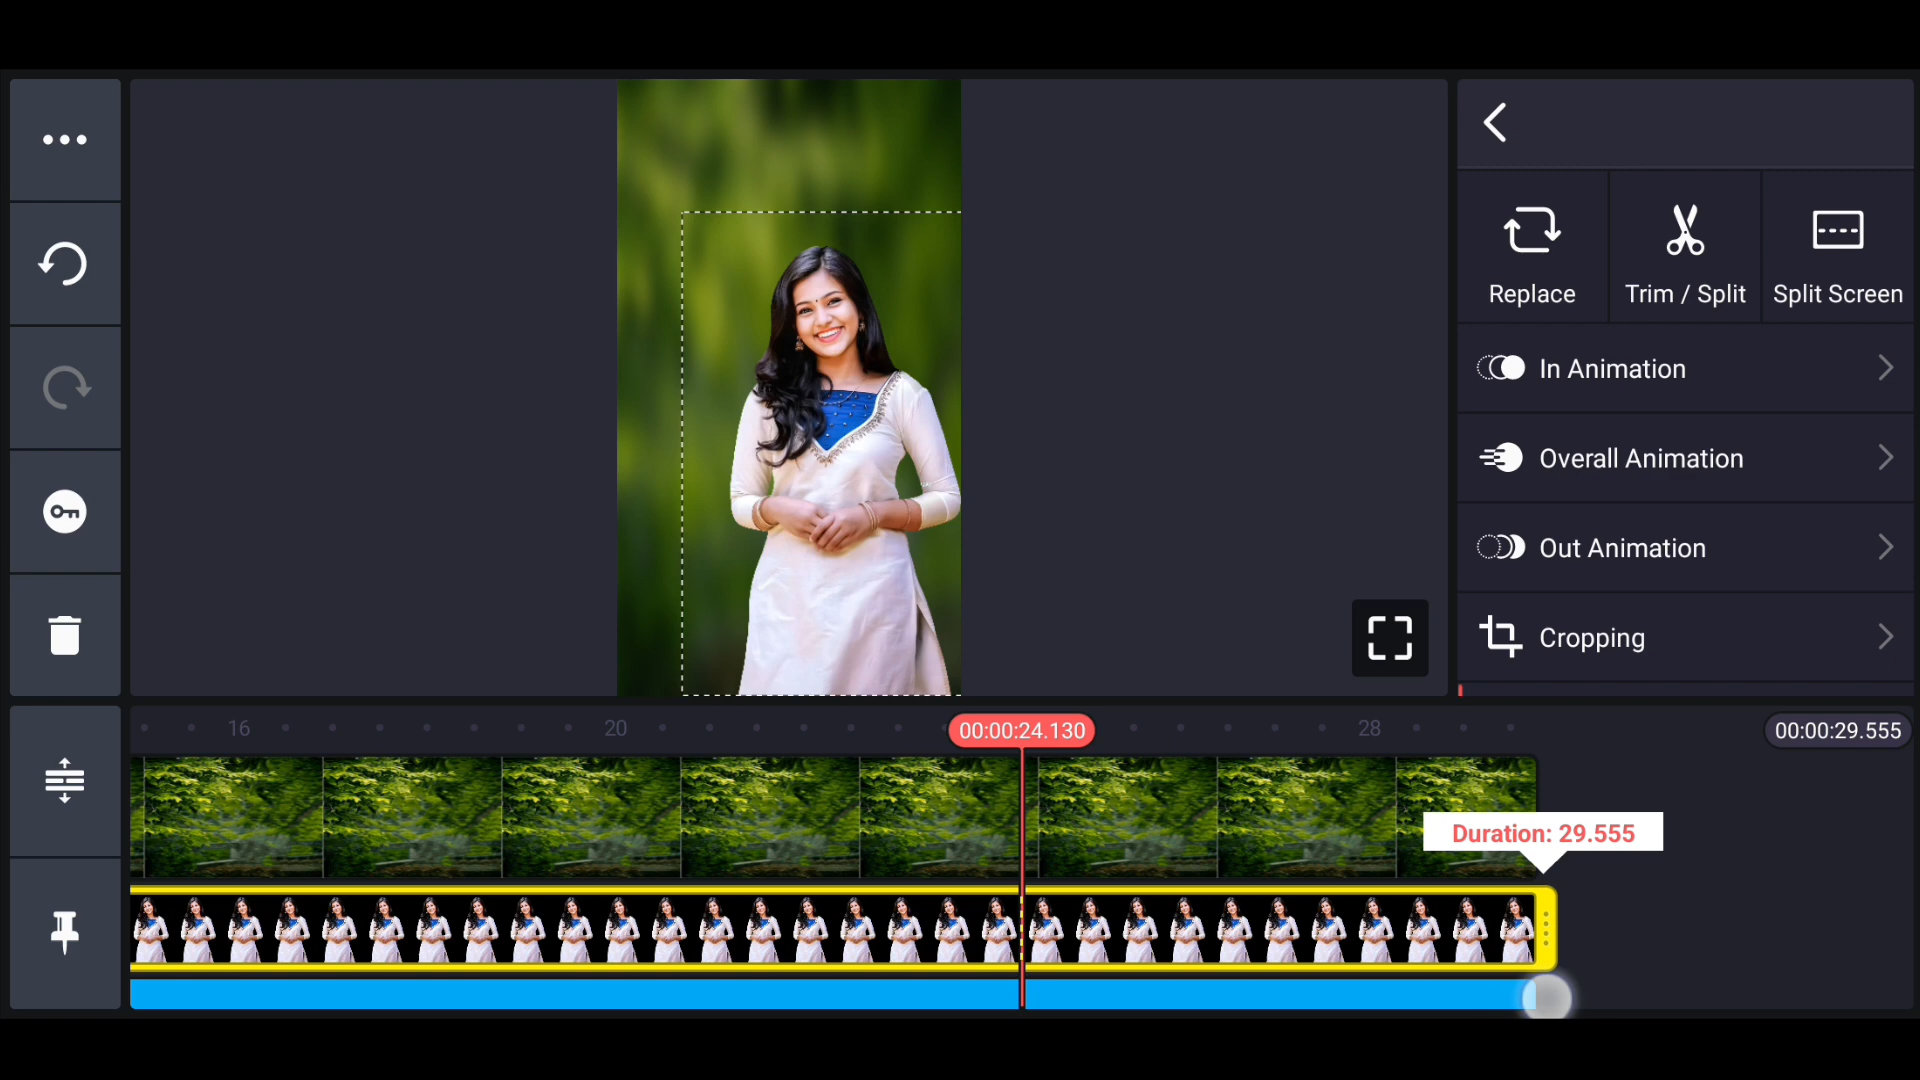 Replace
Trim / Split
Split Screen
In Animation
Overall Animation
Out Animation
Cropping
16
20
00:00:24.130
28
00:00:29.555
Duration: 29.555